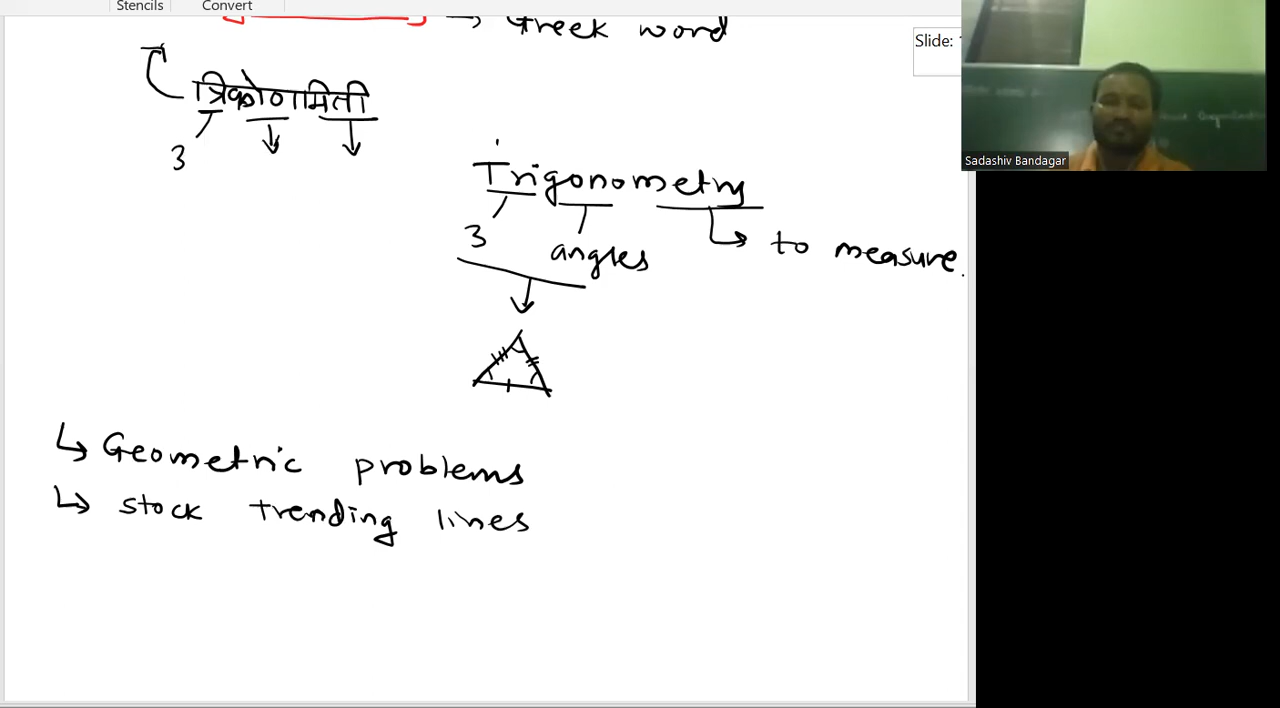 Stencils Convert
→ Greek word
Slide:
त्रिकोणमिती
3
Trigonometry
3 angles
to measure.
Geometric problems
stock trending lines
Sadashiv Bandagar